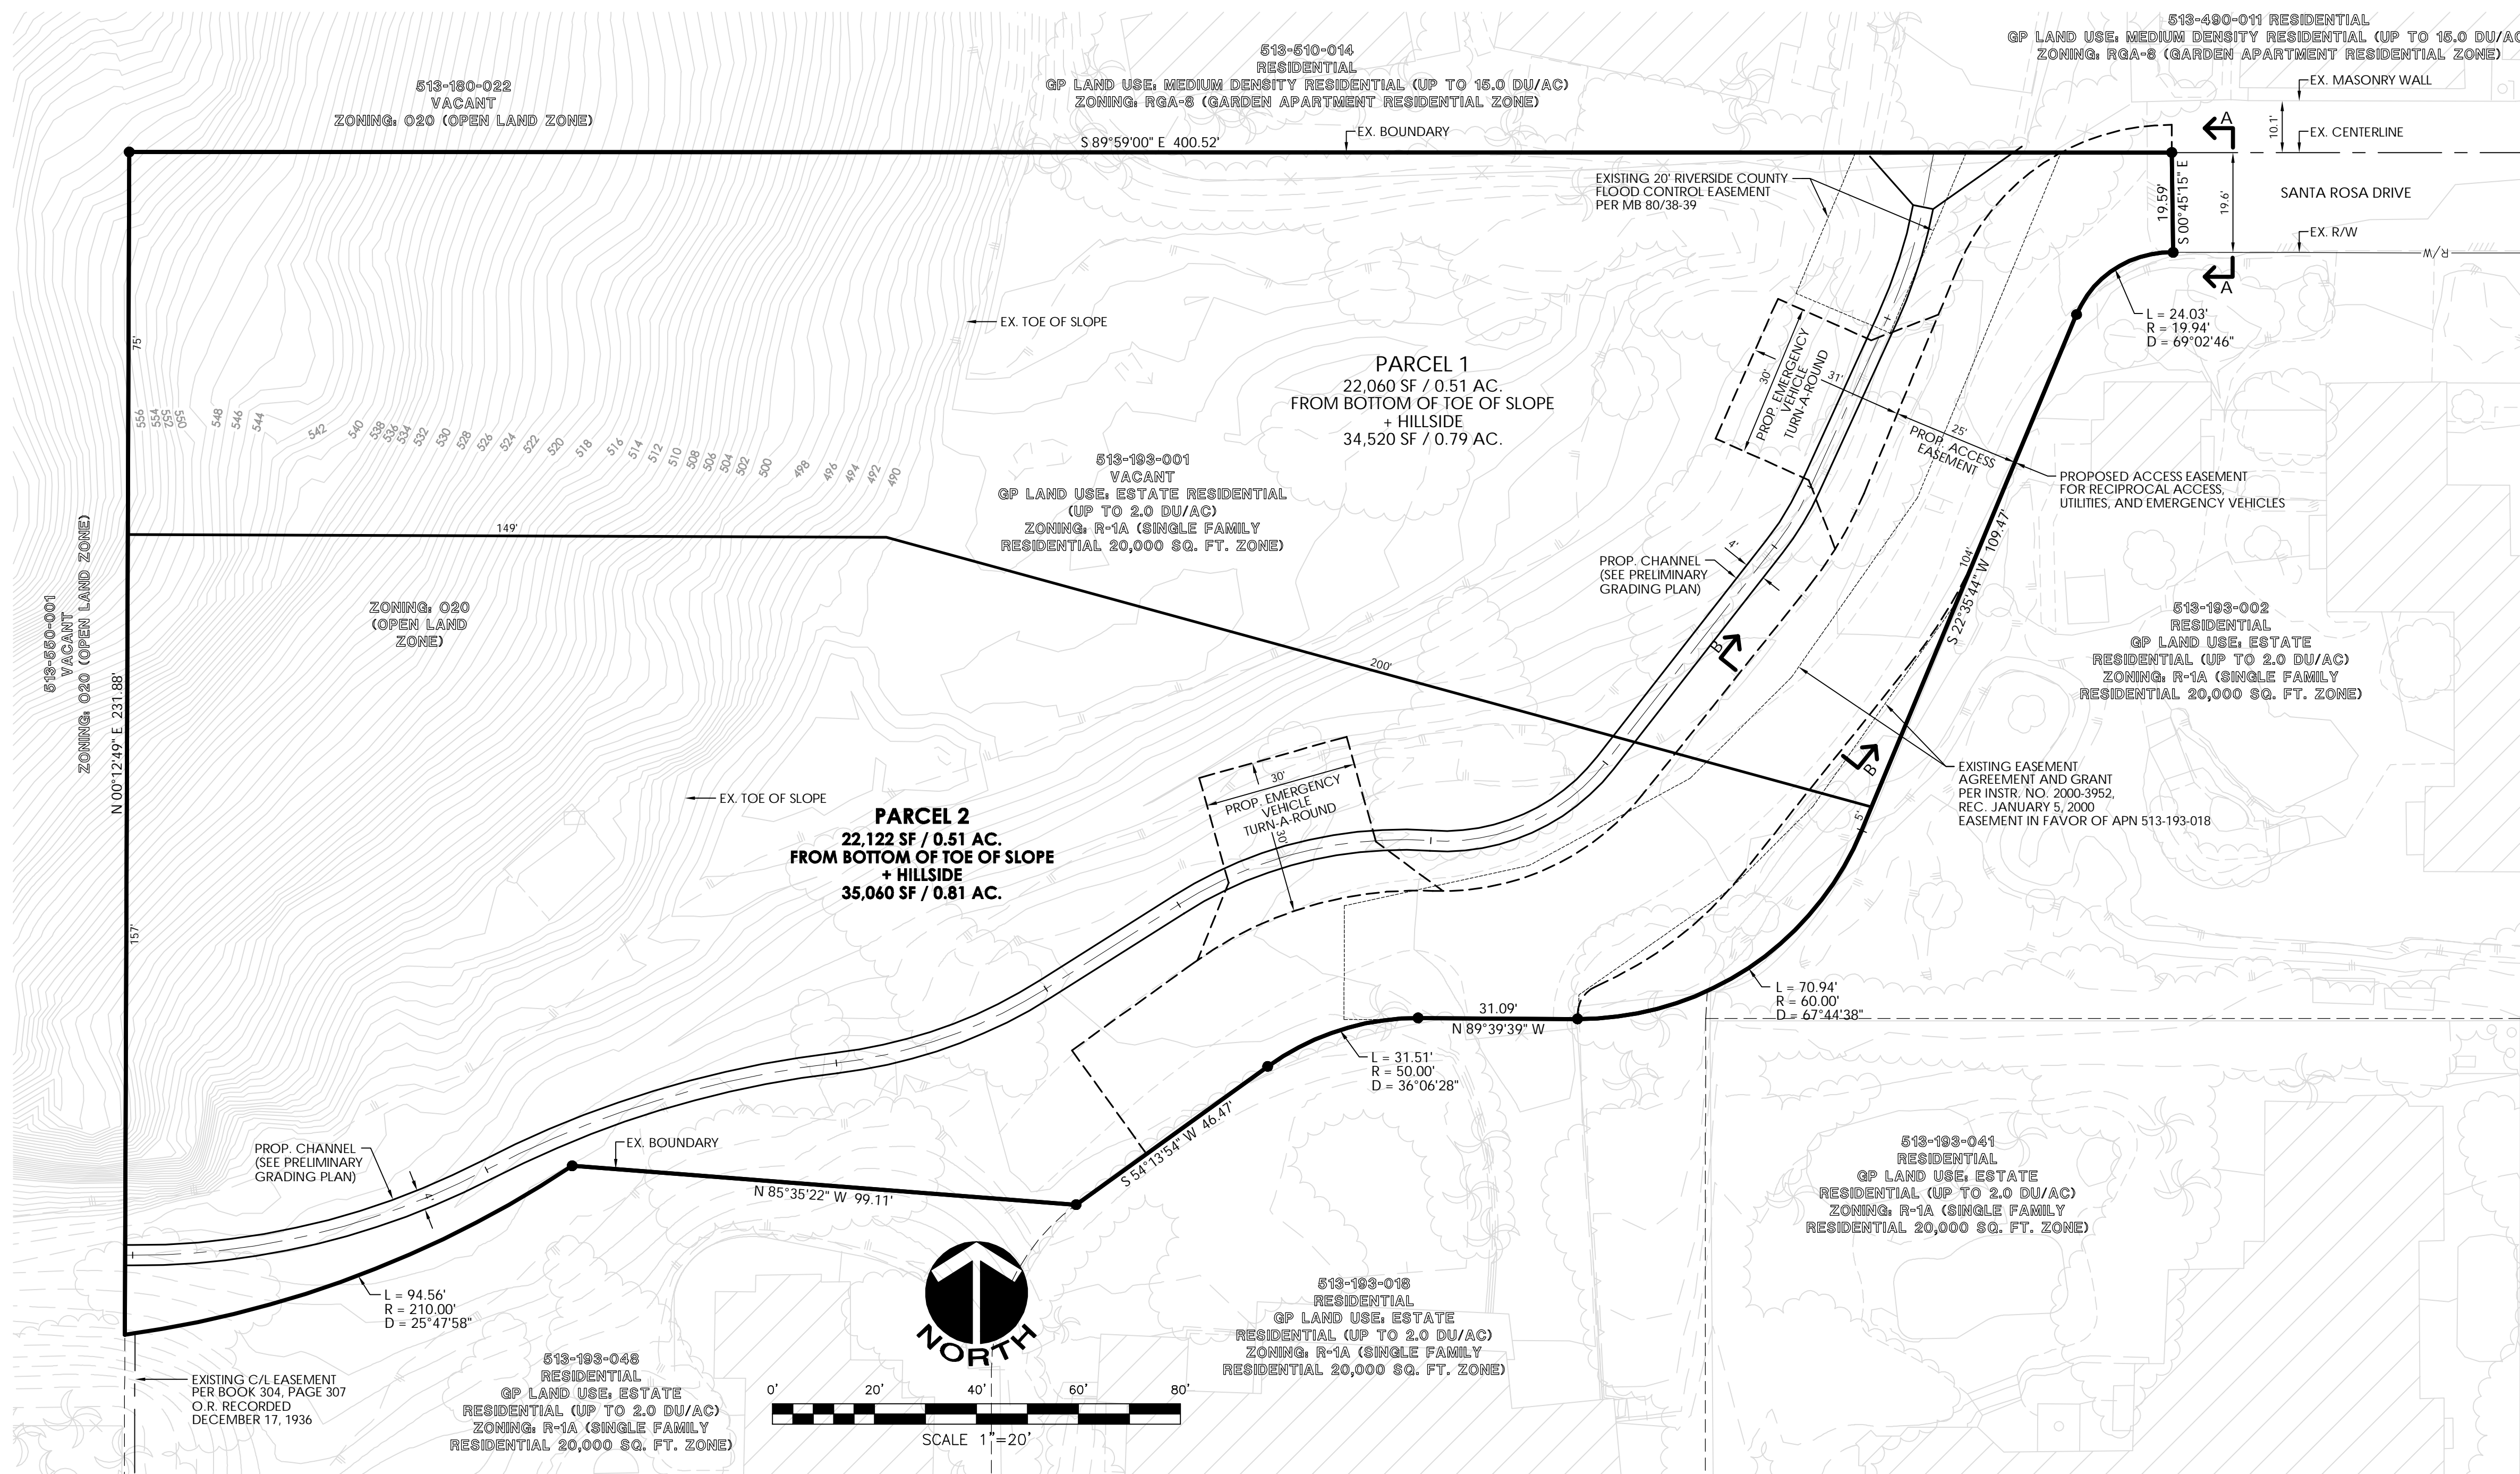 513-490-011 RESIDENTIAL
GP LAND USE: MEDIUM DENSITY RESIDENTIAL (UP TO 15.0 DU/AC
ZONING: RGA-8 (GARDEN APARTMENT RESIDENTIAL ZONE)
513-510-014
RESIDENTIAL
GP LAND USE: MEDIUM DENSITY RESIDENTIAL (UP TO 15.0 DU/AC)
ZONING: RGA-8 (GARDEN APARTMENT RESIDENTIAL ZONE)
513-180-022
VACANT
ZONING: O20 (OPEN LAND ZONE)
EX. MASONRY WALL
10.1'
EX. CENTERLINE
A
EX. BOUNDARY
S 89°59'00" E 400.52'
EXISTING 20' RIVERSIDE COUNTY
FLOOD CONTROL EASEMENT
PER MB 80/38-39
19.59'
S 00°45'15" E
19.6'
SANTA ROSA DRIVE
EX. R/W
R/W
A
L = 24.03'
R = 19.94'
D = 69°02'46"
EX. TOE OF SLOPE
75'
PARCEL 1
22,060 SF / 0.51 AC.
FROM BOTTOM OF TOE OF SLOPE
+ HILLSIDE
34,520 SF / 0.79 AC.
30'
PROP. EMERGENCY
VEHICLE
TURN-A-ROUND
31'
25'
PROP. ACCESS
EASEMENT
PROPOSED ACCESS EASEMENT
FOR RECIPROCAL ACCESS,
UTILITIES, AND EMERGENCY VEHICLES
556
554
552
550
548
546
544
542
540
538
536
534
532
530
528
526
524
522
520
518
516
514
512
510
508
506
504
502
500
498
496
494
492
490
513-193-001
VACANT
GP LAND USE: ESTATE RESIDENTIAL
(UP TO 2.0 DU/AC)
ZONING: R-1A (SINGLE FAMILY
RESIDENTIAL 20,000 SQ. FT. ZONE)
149'
513-550-001
VACANT
ZONING: O20 (OPEN LAND ZONE)
ZONING: O20
(OPEN LAND
ZONE)
4'
PROP. CHANNEL
(SEE PRELIMINARY
GRADING PLAN)
104'
S 22°35'44" W 109.47'
513-193-002
RESIDENTIAL
GP LAND USE: ESTATE
RESIDENTIAL (UP TO 2.0 DU/AC)
ZONING: R-1A (SINGLE FAMILY
RESIDENTIAL 20,000 SQ. FT. ZONE)
B
200'
N 00°12'49" E 231.88'
B
EXISTING EASEMENT
AGREEMENT AND GRANT
PER INSTR. NO. 2000-3952,
REC. JANUARY 5, 2000
EASEMENT IN FAVOR OF APN 513-193-018
5'
EX. TOE OF SLOPE
30'
PROP. EMERGENCY
VEHICLE
TURN-A-ROUND
30'
PARCEL 2
22,122 SF / 0.51 AC.
FROM BOTTOM OF TOE OF SLOPE
+ HILLSIDE
35,060 SF / 0.81 AC.
157'
L = 70.94'
R = 60.00'
D = 67°44'38"
31.09'
N 89°39'39" W
L = 31.51'
R = 50.00'
D = 36°06'28"
S 54°13'54" W 46.47'
EX. BOUNDARY
N 85°35'22" W 99.11'
PROP. CHANNEL
(SEE PRELIMINARY
GRADING PLAN)
4'
513-193-041
RESIDENTIAL
GP LAND USE: ESTATE
RESIDENTIAL (UP TO 2.0 DU/AC)
ZONING: R-1A (SINGLE FAMILY
RESIDENTIAL 20,000 SQ. FT. ZONE)
L = 94.56'
R = 210.00'
D = 25°47'58"
NORTH
513-193-018
RESIDENTIAL
GP LAND USE: ESTATE
RESIDENTIAL (UP TO 2.0 DU/AC)
ZONING: R-1A (SINGLE FAMILY
RESIDENTIAL 20,000 SQ. FT. ZONE)
EXISTING C/L EASEMENT
PER BOOK 304, PAGE 307
O.R. RECORDED
DECEMBER 17, 1936
513-193-048
RESIDENTIAL
GP LAND USE: ESTATE
RESIDENTIAL (UP TO 2.0 DU/AC)
ZONING: R-1A (SINGLE FAMILY
RESIDENTIAL 20,000 SQ. FT. ZONE)
0' 20' 40' 60' 80'
SCALE 1"=20'